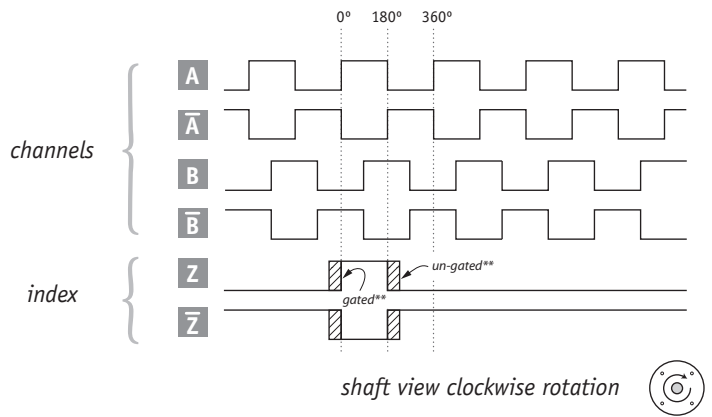 0º 180º 360º
A
A̅
channels
B
B̅
Z
un-gated**
index
gated**
Z̅
shaft view clockwise rotation